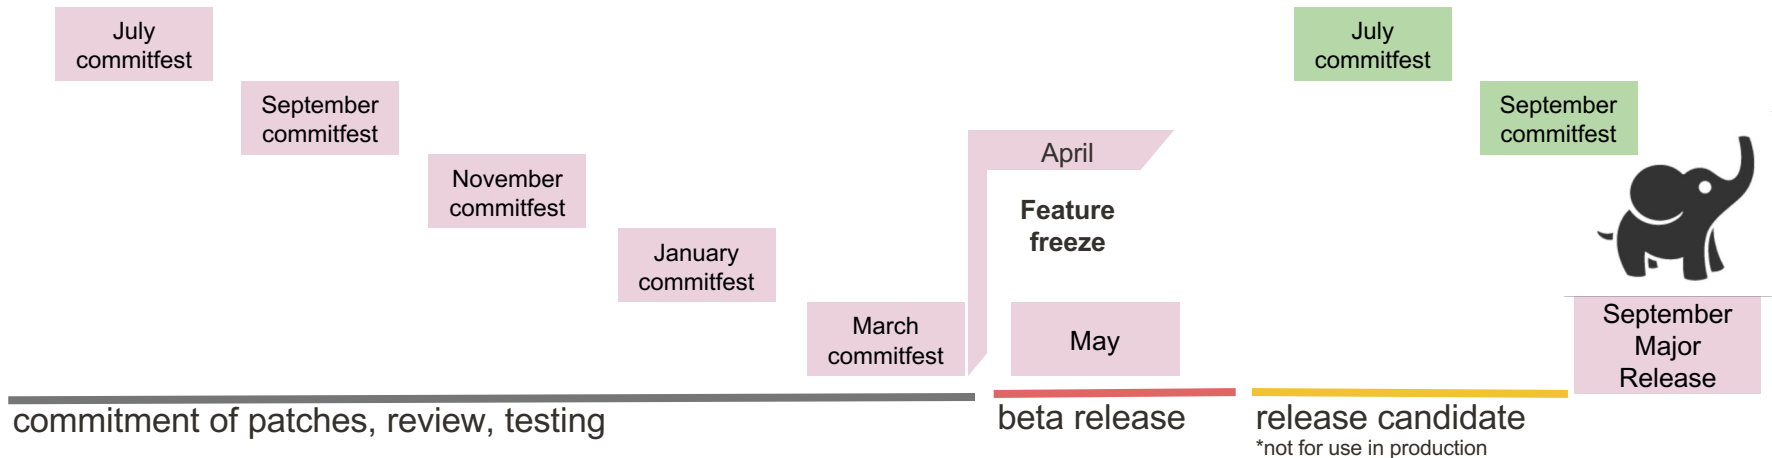 July
commitfest
September
commitfest
November
commitfest
January
commitfest
March
commitfest
April
Feature
freeze
May
July
commitfest
September
commitfest
September
Major
Release
commitment of patches, review, testing
beta release
release candidate
*not for use in production